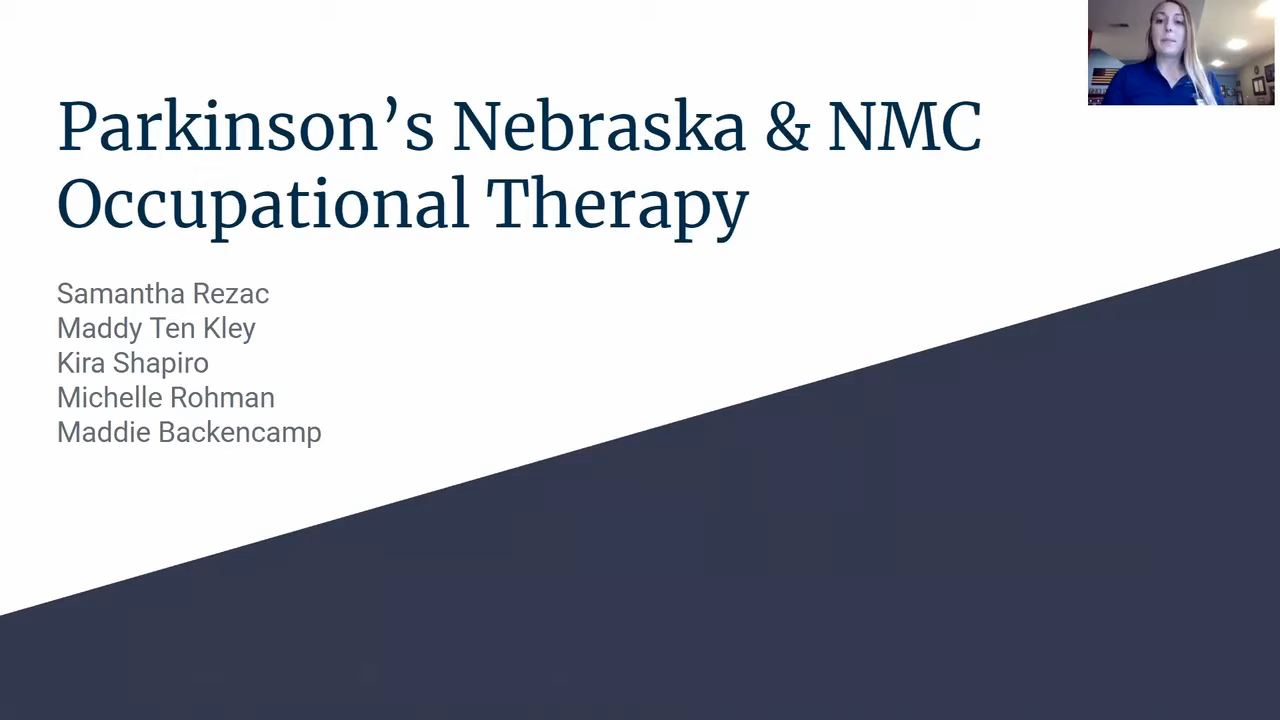 Parkinson’s Nebraska & NMC
Occupational Therapy
Samantha Rezac
Maddy Ten Kley
Kira Shapiro
Michelle Rohman
Maddie Backencamp